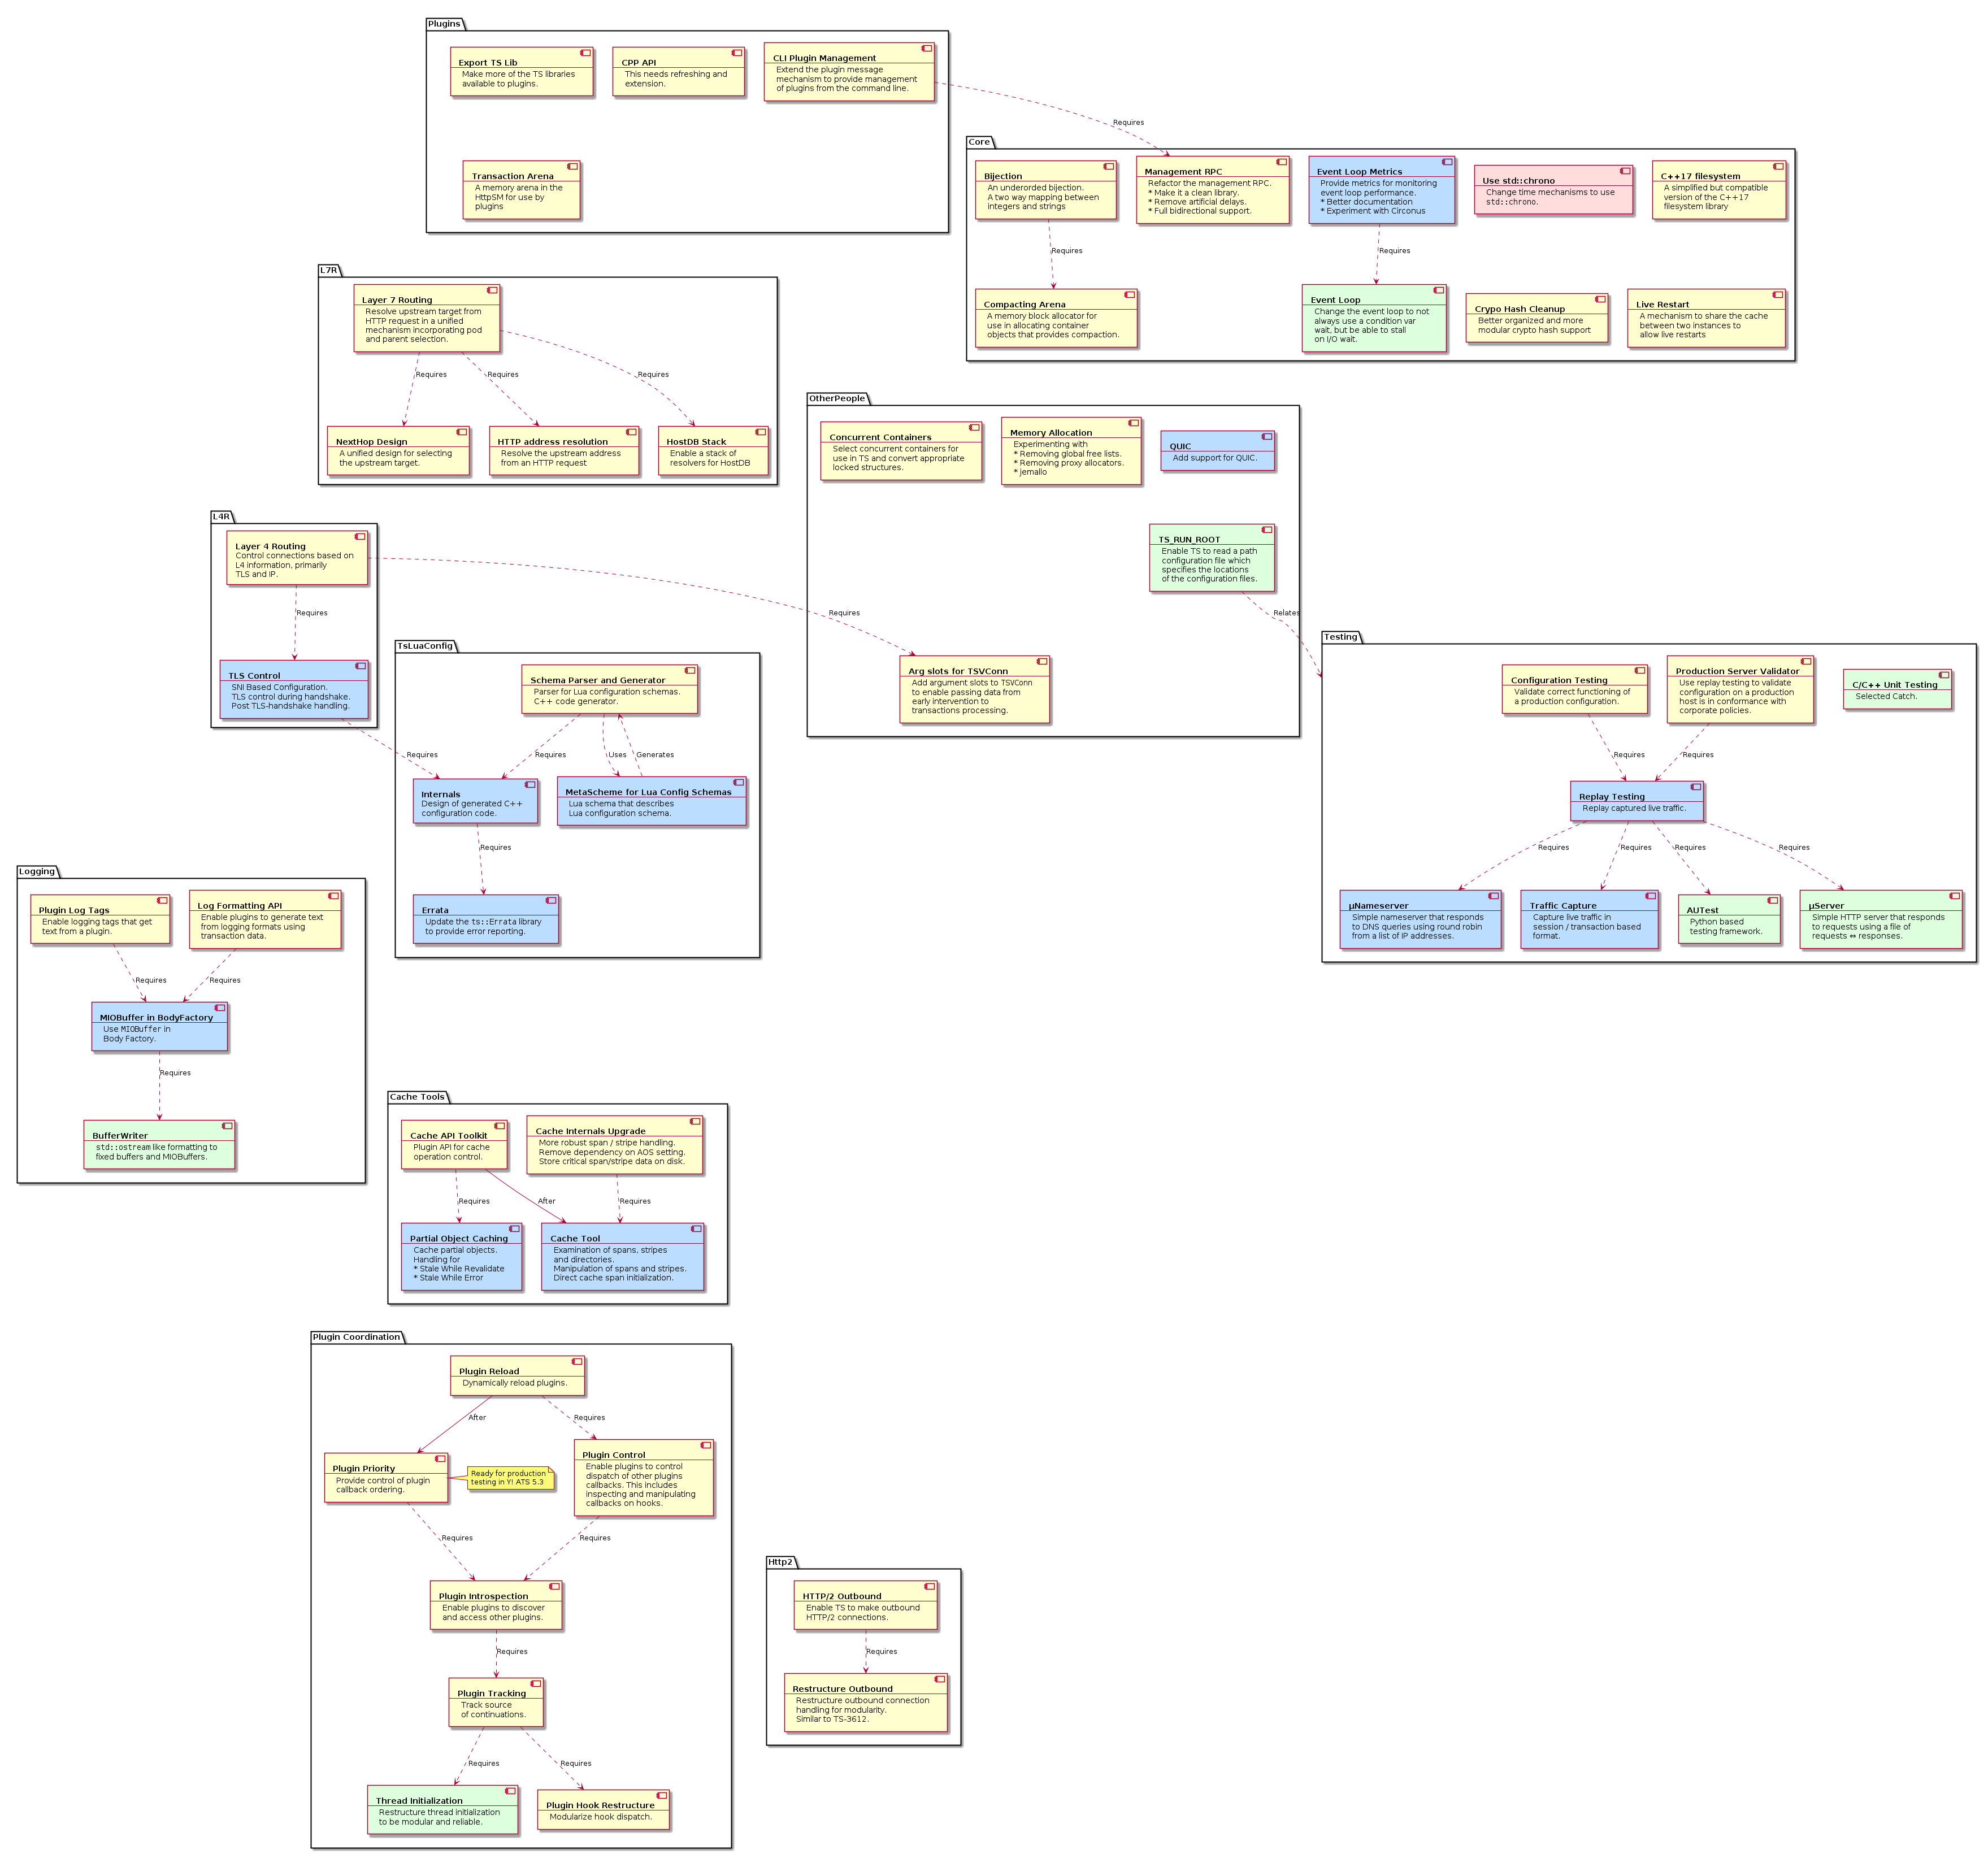 Plugins
Export TS Lib
Make more of the TS libraries
available to plugins.
CPP API
This needs refreshing and
extension.
CLI Plugin Management
Extend the plugin message
mechanism to provide management
of plugins from the command line.
Transaction Arena
A memory arena in the
HttpSM for use by
plugins
Requires
Core
Bijection
An underorded bijection.
A two way mapping between
integers and strings
Management RPC
Refactor the management RPC.
* Make it a clean library.
* Remove artificial delays.
* Full bidirectional support.
Event Loop Metrics
Provide metrics for monitoring
event loop performance.
* Better documentation
* Experiment with Circonus
Use std::chrono
Change time mechanisms to use
std::chrono.
C++17 filesystem
A simplified but compatible
version of the C++17
filesystem library
Requires
Requires
Compacting Arena
A memory block allocator for
use in allocating container
objects that provides compaction.
Event Loop
Change the event loop to not
always use a condition var
wait, but be able to stall
on I/O wait.
Crypo Hash Cleanup
Better organized and more
modular crypto hash support
Live Restart
A mechanism to share the cache
between two instances to
allow live restarts
L7R
Layer 7 Routing
Resolve upstream target from
HTTP request in a unified
mechanism incorporating pod
and parent selection.
Requires
Requires
Requires
NextHop Design
A unified design for selecting
the upstream target.
HTTP address resolution
Resolve the upstream address
from an HTTP request
HostDB Stack
Enable a stack of
resolvers for HostDB
OtherPeople
Concurrent Containers
Select concurrent containers for
use in TS and convert appropriate
locked structures.
Memory Allocation
Experimenting with
* Removing global free lists.
* Removing proxy allocators.
* jemallo
QUIC
Add support for QUIC.
TS_RUN_ROOT
Enable TS to read a path
configuration file which
specifies the locations
of the configuration files.
Requires
Relates
Arg slots for TSVConn
Add argument slots to TSVConn
to enable passing data from
early intervention to
transactions processing.
L4R
Layer 4 Routing
Control connections based on
L4 information, primarily
TLS and IP.
Requires
TLS Control
SNI Based Configuration.
TLS control during handshake.
Post TLS-handshake handling.
Requires
TsLuaConfig
Schema Parser and Generator
Parser for Lua configuration schemas.
C++ code generator.
Requires
Uses
Generates
Internals
Design of generated C++
configuration code.
MetaScheme for Lua Config Schemas
Lua schema that describes
Lua configuration schema.
Requires
Errata
Update the ts::Errata library
to provide error reporting.
Testing
Configuration Testing
Validate correct functioning of
a production configuration.
Production Server Validator
Use replay testing to validate
configuration on a production
host is in conformance with
corporate policies.
C/C++ Unit Testing
Selected Catch.
Requires
Requires
Replay Testing
Replay captured live traffic.
Requires
Requires
Requires
Requires
µNameserver
Simple nameserver that responds
to DNS queries using round robin
from a list of IP addresses.
Traffic Capture
Capture live traffic in
session / transaction based
format.
AUTest
Python based
testing framework.
µServer
Simple HTTP server that responds
to requests using a file of
requests ⇔ responses.
Logging
Plugin Log Tags
Enable logging tags that get
text from a plugin.
Log Formatting API
Enable plugins to generate text
from logging formats using
transaction data.
Requires
Requires
MIOBuffer in BodyFactory
Use MIOBuffer in
Body Factory.
Requires
BufferWriter
std::ostream like formatting to
fixed buffers and MIOBuffers.
Cache Tools
Cache API Toolkit
Plugin API for cache
operation control.
Cache Internals Upgrade
More robust span / stripe handling.
Remove dependency on AOS setting.
Store critical span/stripe data on disk.
Requires
After
Requires
Partial Object Caching
Cache partial objects.
Handling for
* Stale While Revalidate
* Stale While Error
Cache Tool
Examination of spans, stripes
and directories.
Manipulation of spans and stripes.
Direct cache span initialization.
Plugin Coordination
Plugin Reload
Dynamically reload plugins.
After
Requires
Plugin Priority
Provide control of plugin
callback ordering.
Ready for production
testing in Y! ATS 5.3
Plugin Control
Enable plugins to control
dispatch of other plugins
callbacks. This includes
inspecting and manipulating
callbacks on hooks.
Requires
Requires
Plugin Introspection
Enable plugins to discover
and access other plugins.
Requires
Plugin Tracking
Track source
of continuations.
Requires
Requires
Thread Initialization
Restructure thread initialization
to be modular and reliable.
Plugin Hook Restructure
Modularize hook dispatch.
Http2
HTTP/2 Outbound
Enable TS to make outbound
HTTP/2 connections.
Requires
Restructure Outbound
Restructure outbound connection
handling for modularity.
Similar to TS-3612.